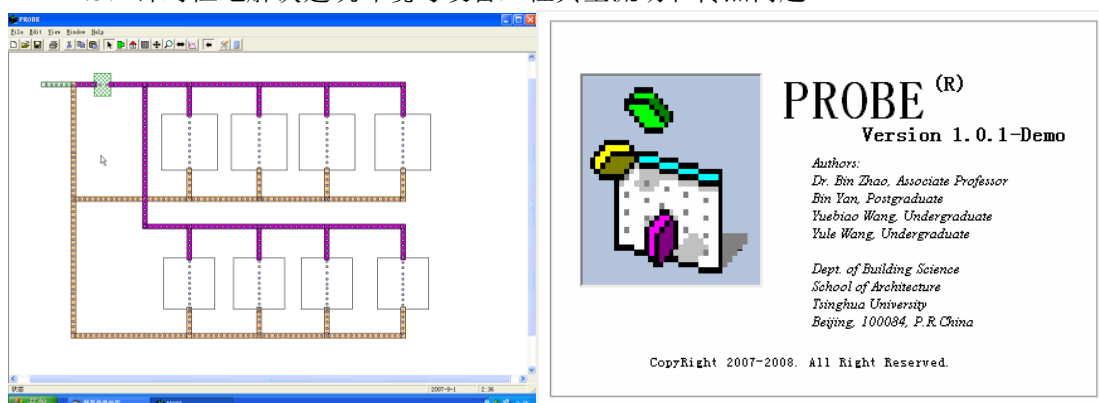 PROBE
File Edit View Window Help
状态
2007-9-1
2:36
PROBE (R)
Version 1.0.1-Demo
Authors:
Dr. Bin Zhao, Associate Professor
Bin Yan, Postgraduate
Yuebiao Wang, Undergraduate
Yule Wang, Undergraduate
Dept. of Building Science
School of Architecture
Tsinghua University
Beijing, 100084, P.R.China
CopyRight 2007-2008. All Right Reserved.